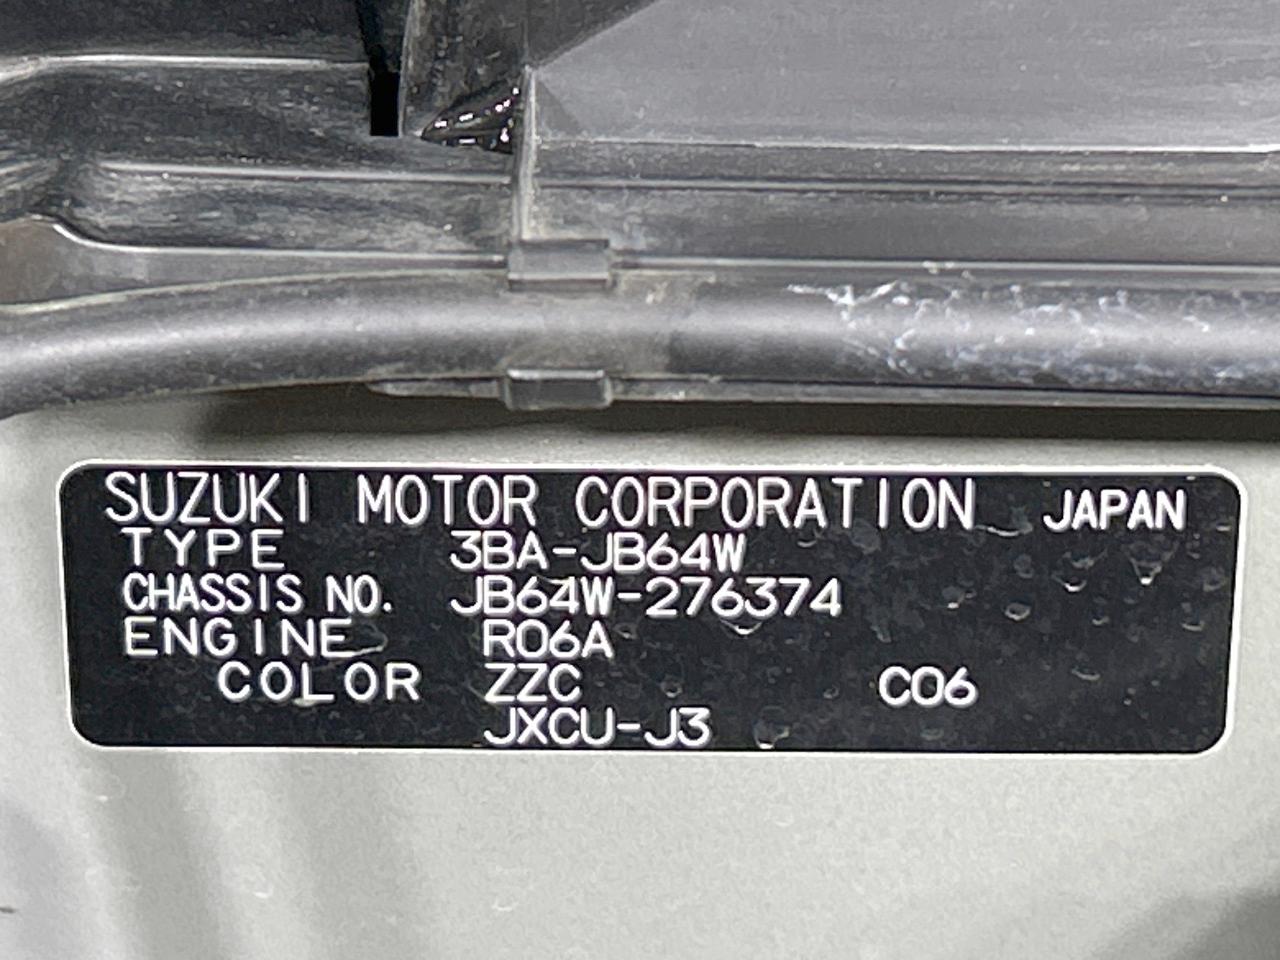 SUZUKI MOTOR CORPORATION JAPAN
TYPE 3BA-JB64W
CHASSIS NO. JB64W-276374
ENGINE R06A
COLOR ZZC C06
JXCU-J3